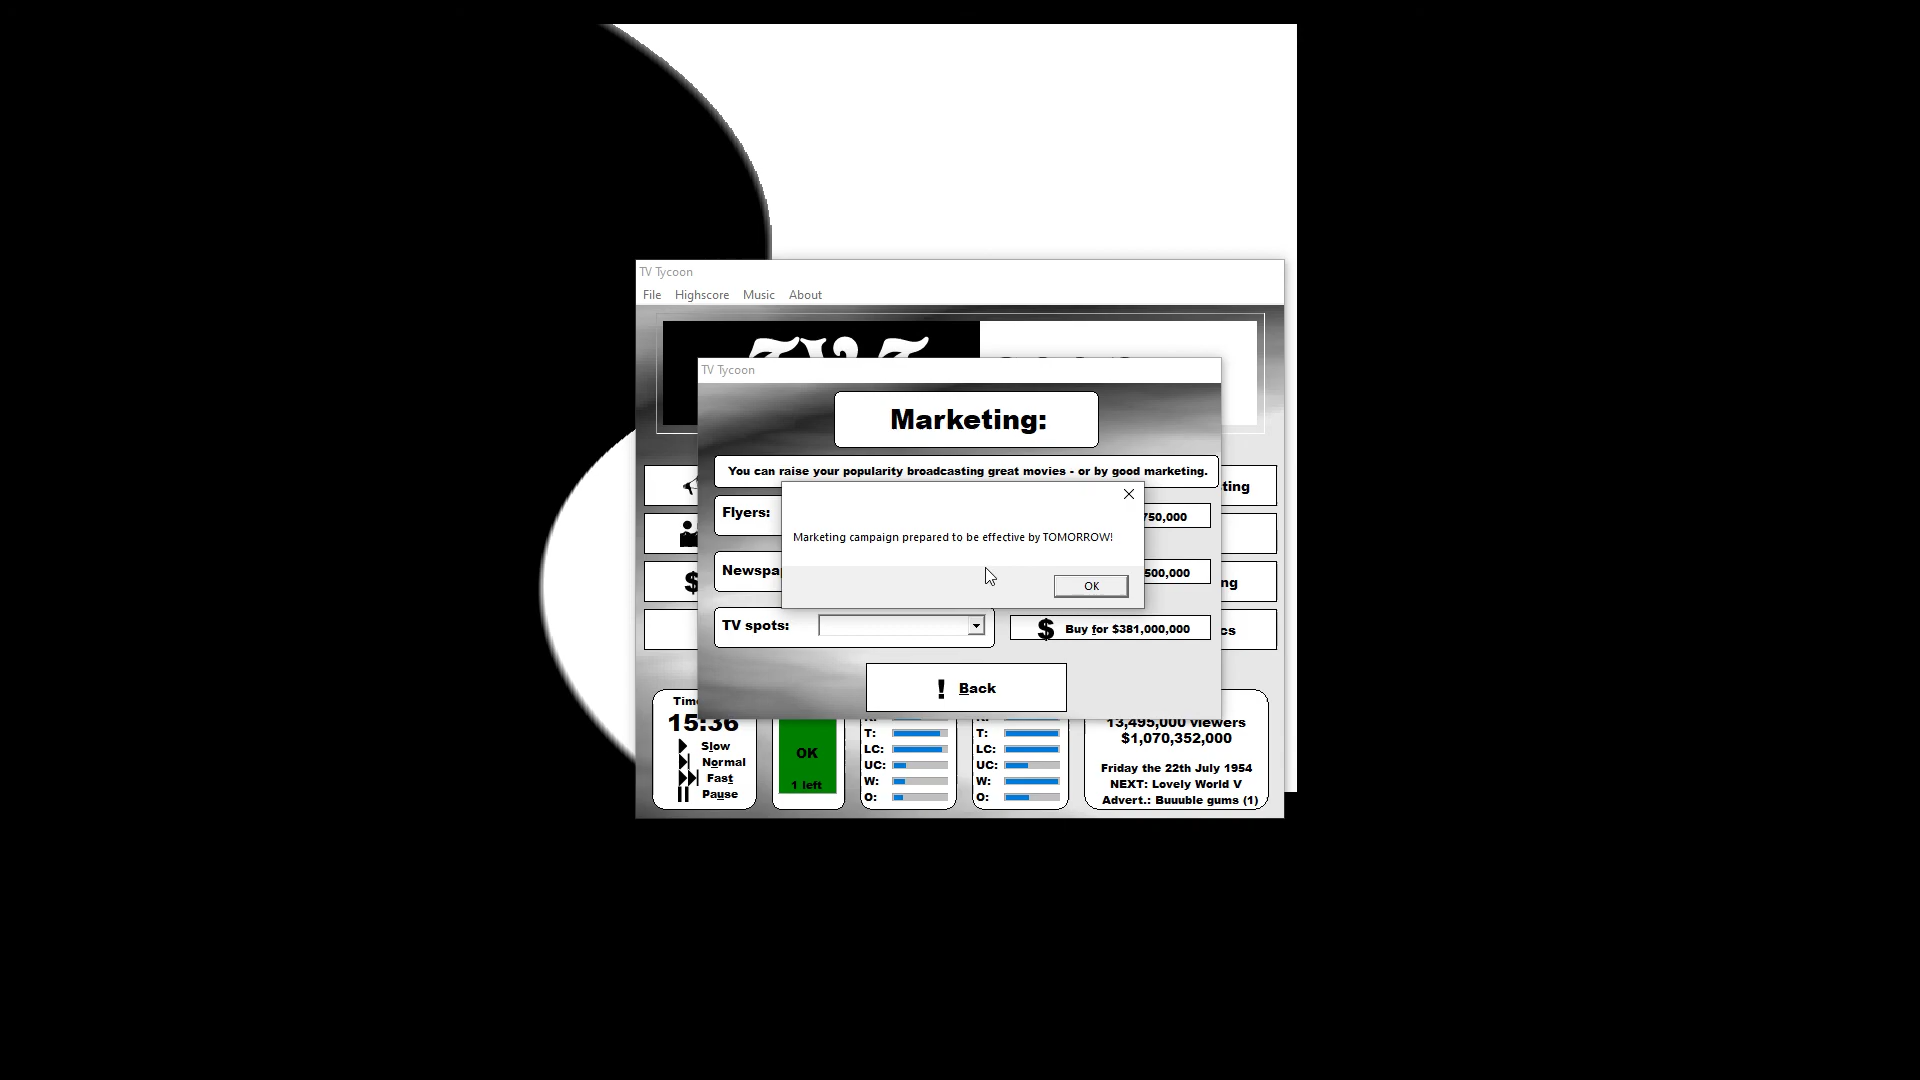 TV Tycoon
File Highscore Music About
TV Tycoon
Marketing:
You can raise your popularity broadcasting great movies - or by good marketing.
Flyers:
750,000
Marketing campaign prepared to be effective by TOMORROW!
OK
500,000
TV spots:
$ Buy for $381,000,000
! Back
15:36
Slow
Normal
Fast
Pause
OK
1 left
T:
LC:
UC:
W:
O:
T:
LC:
UC:
W:
O:
13,495,000 viewers
$1,070,352,000
Friday the 22th July 1954
NEXT: Lovely World V
Advert.: Buuuble gums (1)